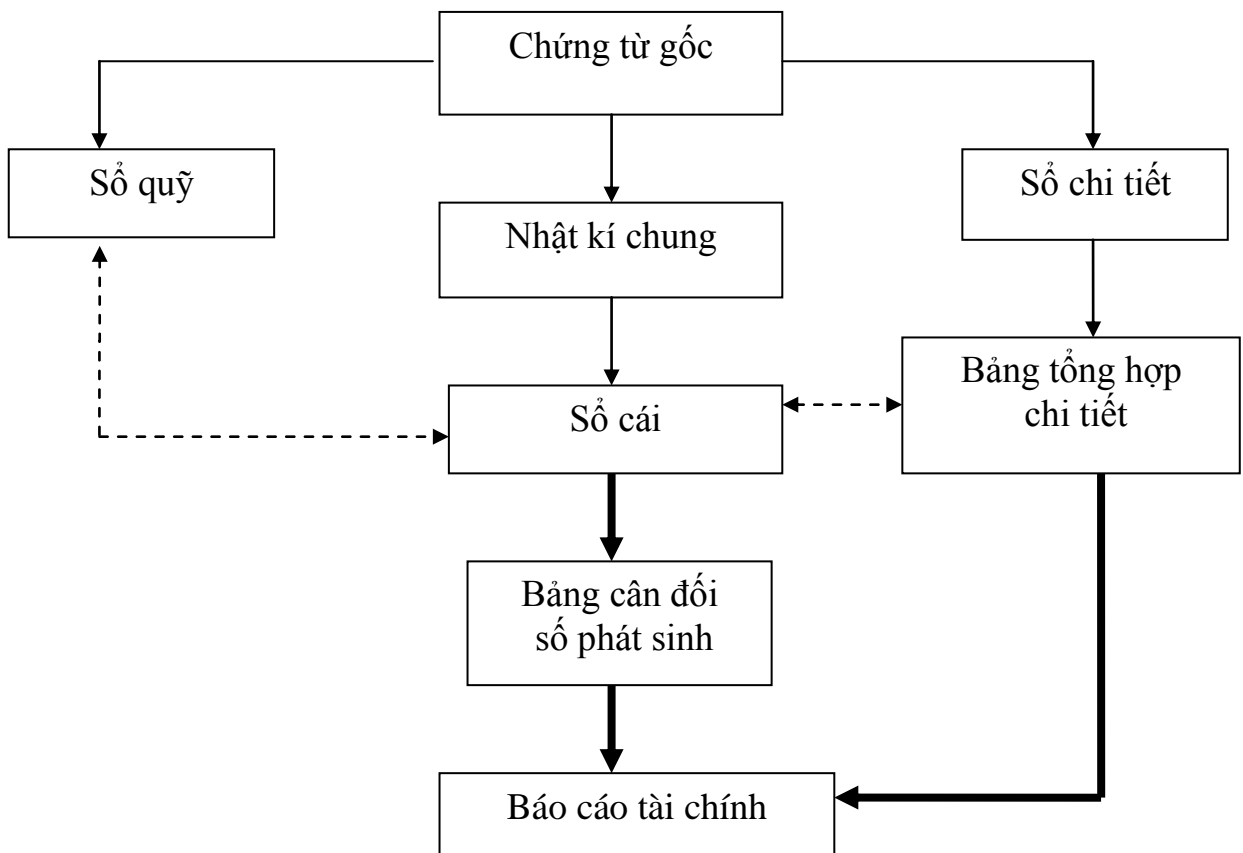 Chứng từ gốc
Sổ quỹ
Sổ chi tiết
Nhật kí chung
Bảng tổng hợp
chi tiết
Sổ cái
Bảng cân đối
số phát sinh
Báo cáo tài chính